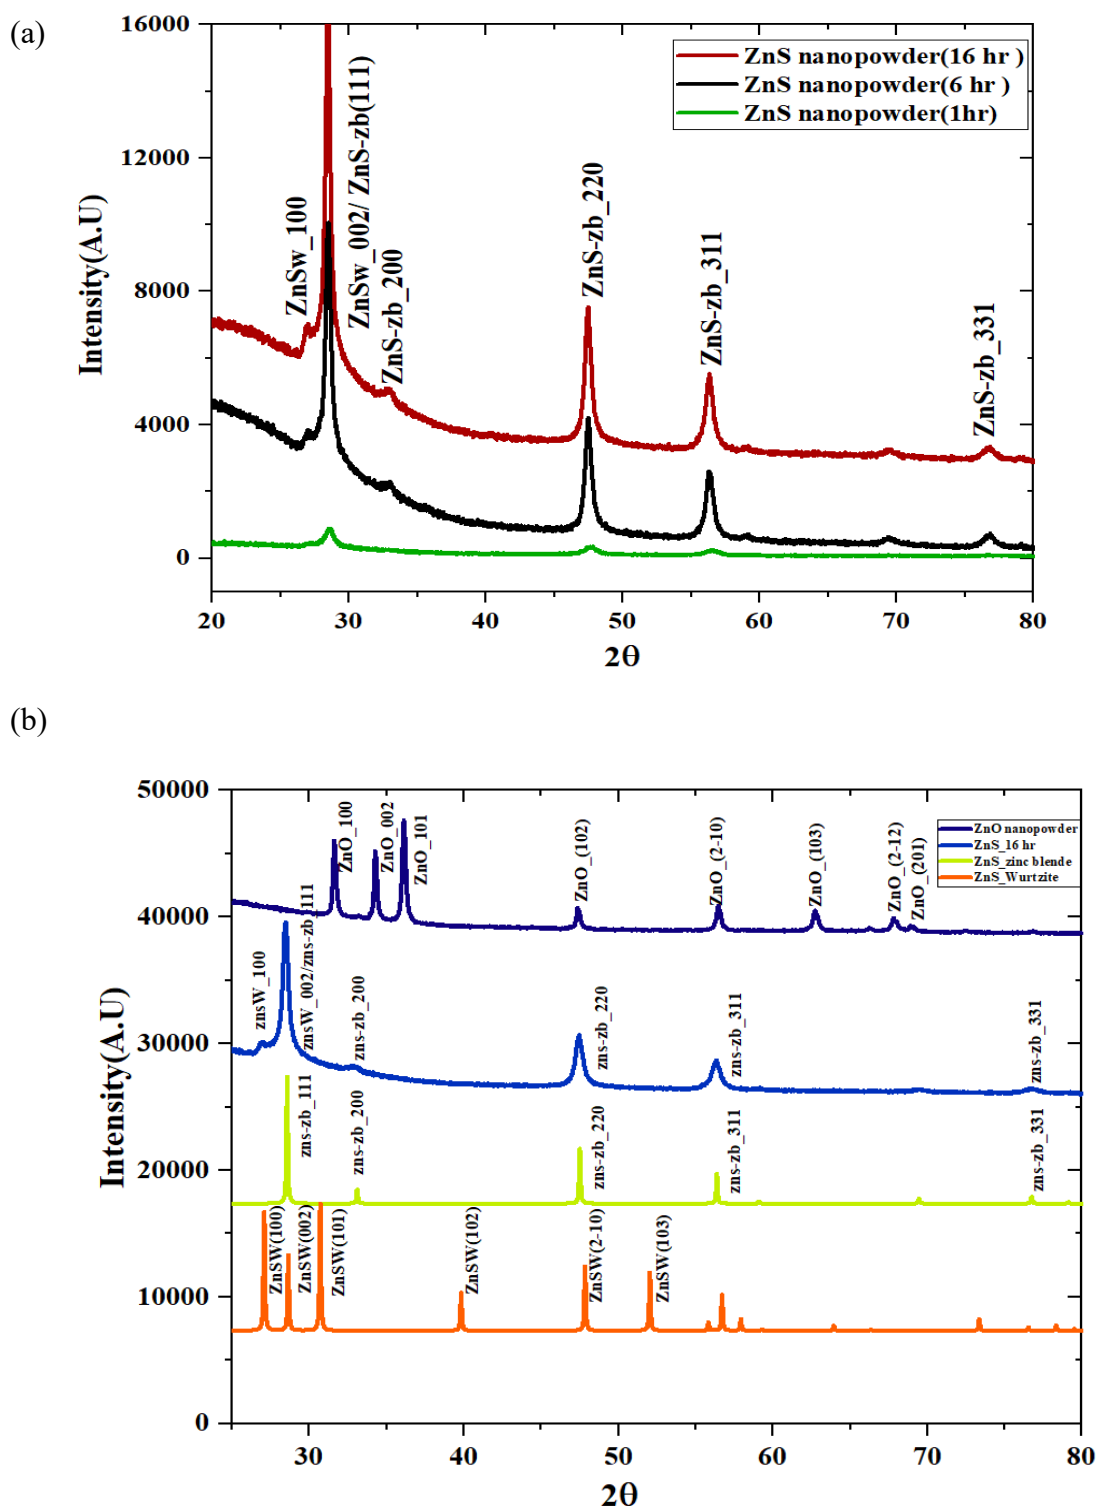 (a)
16000
12000
8000
4000
0
Intensity(A.U)
ZnS nanopowder(16 hr )
ZnS nanopowder(6 hr )
ZnS nanopowder(1hr)
ZnSw_100
ZnSw_002/ ZnS-zb(111)
ZnS-zb_200
ZnS-zb_220
ZnS-zb_311
ZnS-zb_331
20 30 40 50 60 70 80
2θ
(b)
50000
40000
30000
20000
10000
0
Intensity(A.U)
ZnO nanopowder
ZnS_16 hr
ZnS_zinc blende
ZnS_Wurtzite
ZnO_100
ZnO_002
ZnO_101
ZnO_(102)
ZnO_(2-10)
ZnO_(103)
ZnO_(2-12)
ZnO_(201)
znsW_100
znsW_002/zns-zb_111
zns-zb_200
zns-zb_220
zns-zb_311
zns-zb_331
zns-zb_111
zns-zb_200
zns-zb_220
zns-zb_311
zns-zb_331
ZnSW(100)
ZnSW(002)
ZnSW(101)
ZnSW(102)
ZnSW(2-10)
ZnSW(103)
30 40 50 60 70 80
2θ